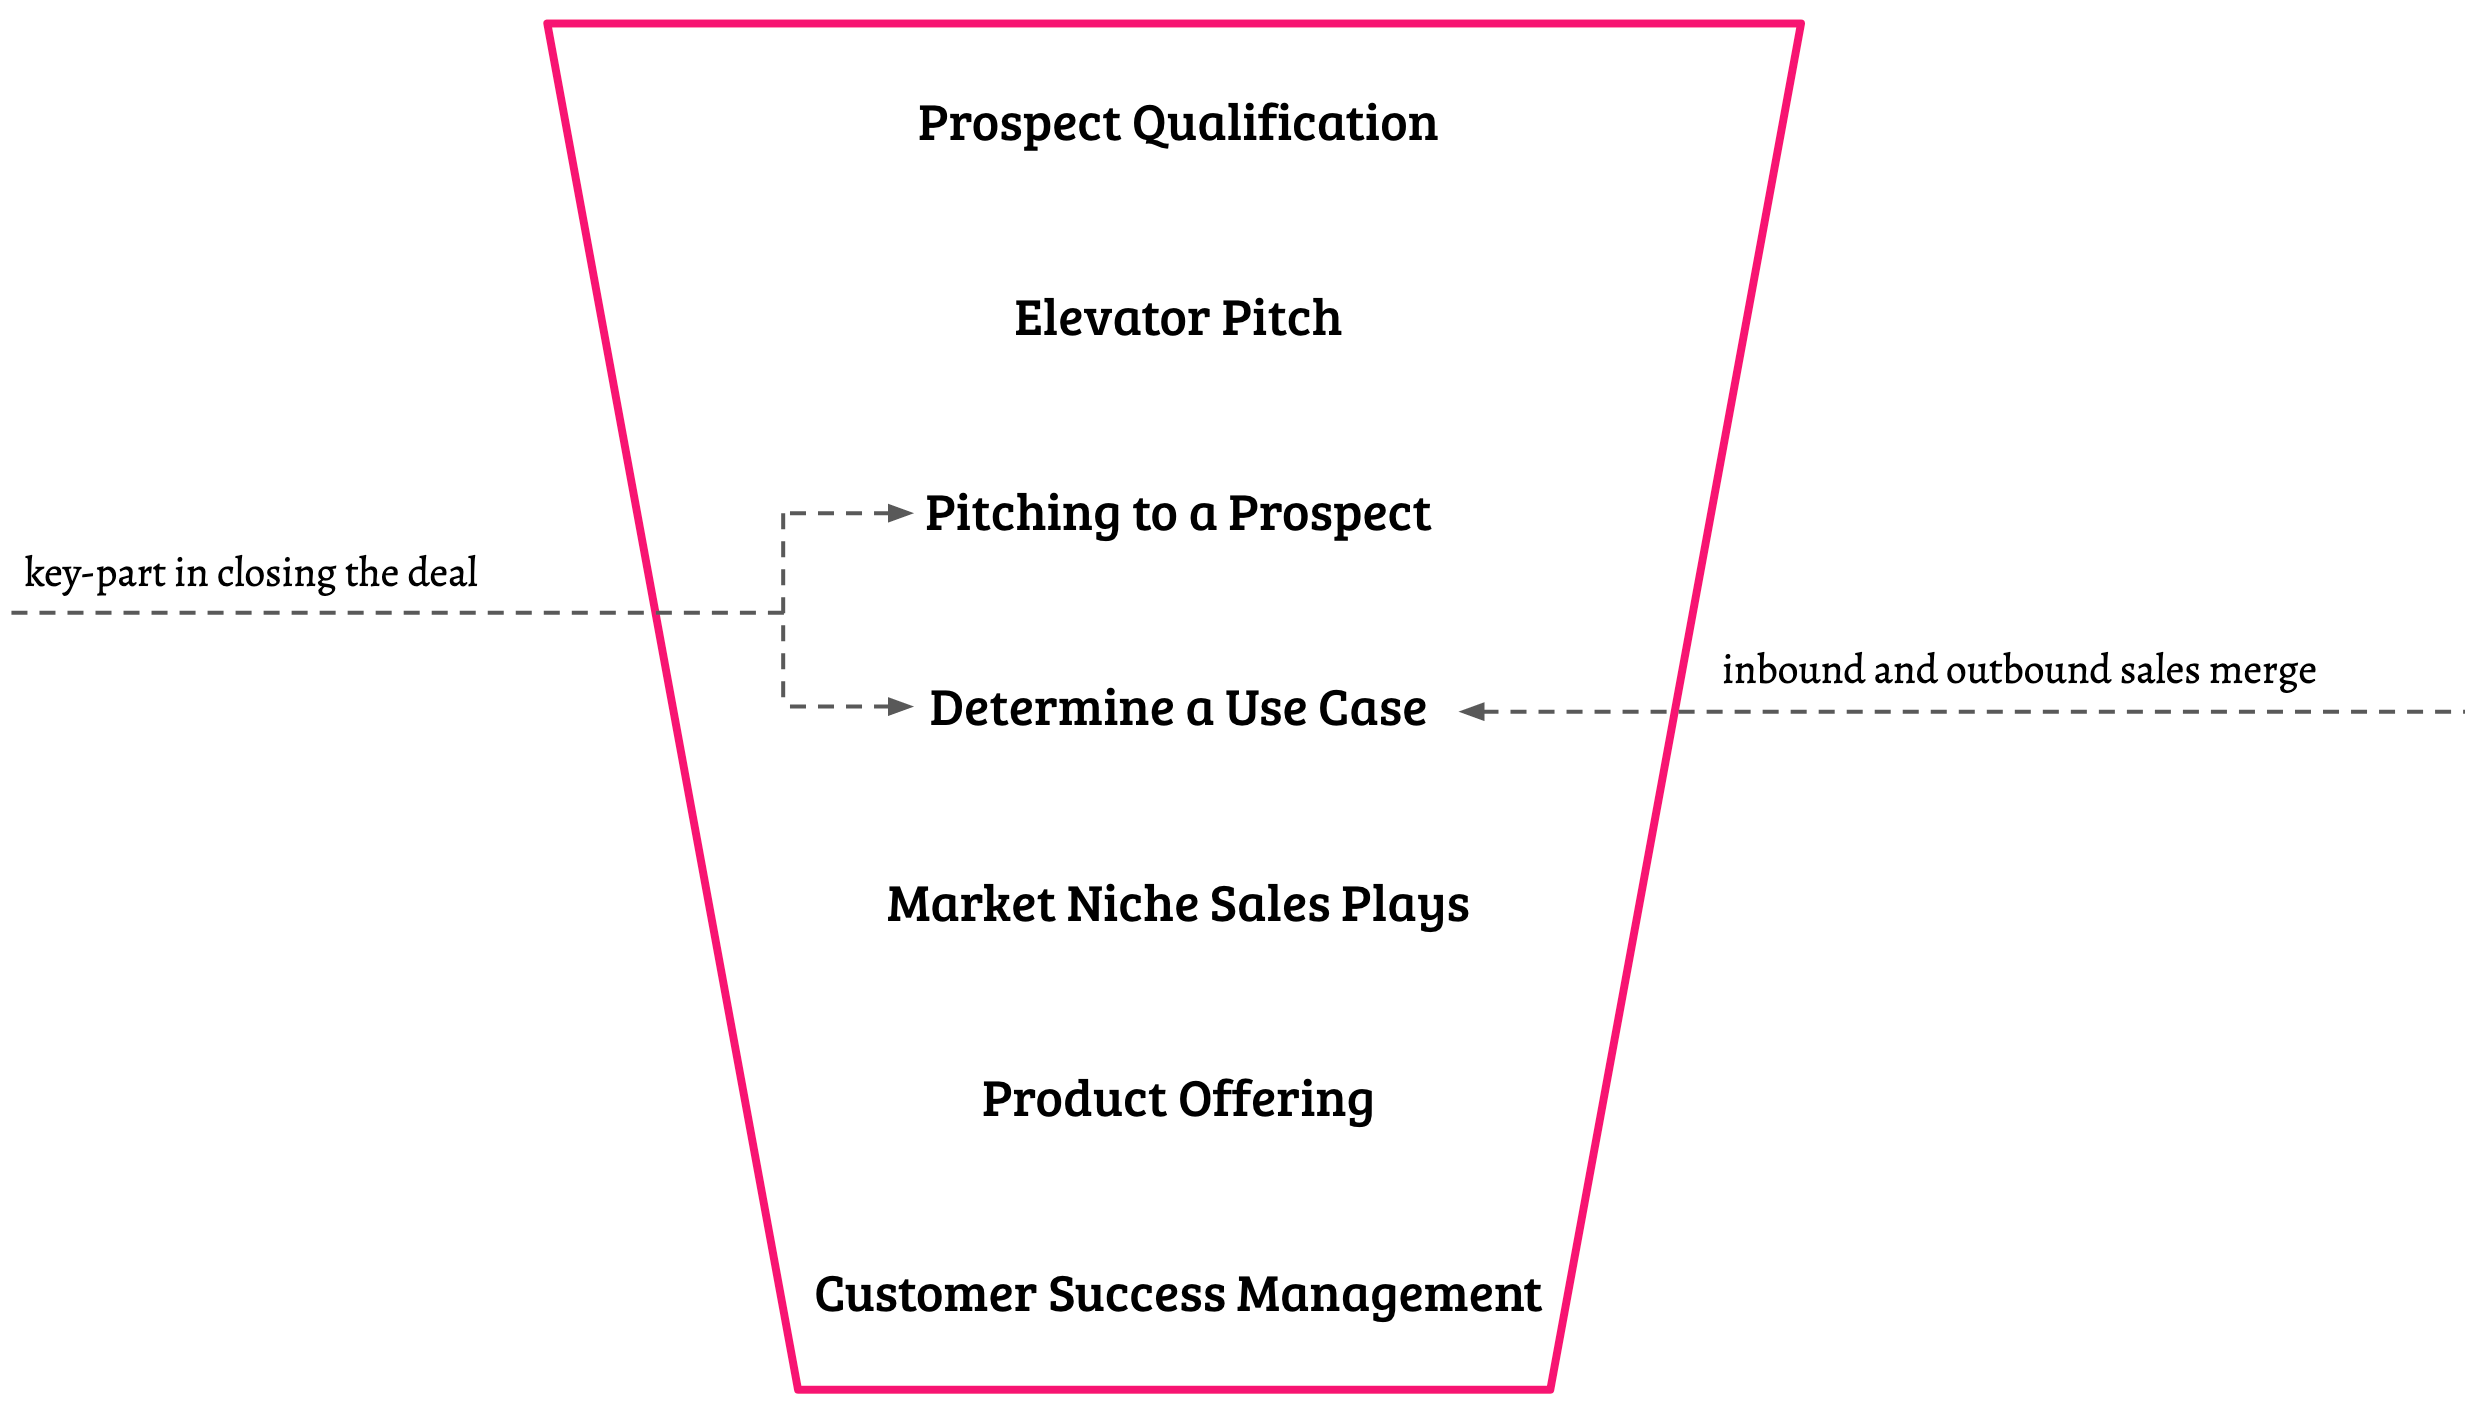 Prospect Qualification
Elevator Pitch
Pitching to a Prospect
key-part in closing the deal
inbound and outbound sales merge
Determine a Use Case
Market Niche Sales Plays
Product Offering
Customer Success Management